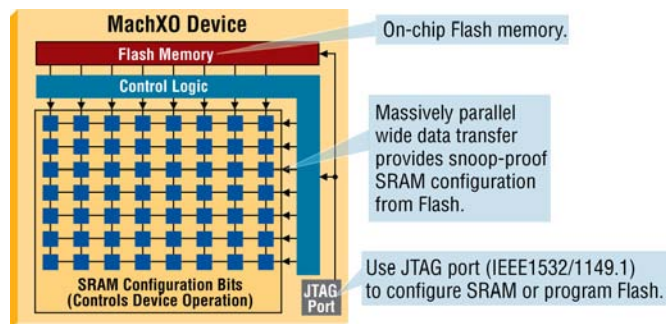 MachXO Device
Flash Memory
Control Logic
SRAM Configuration Bits
(Controls Device Operation)
JTAG
Port
On-chip Flash memory.
Massively parallel
wide data transfer
provides snoop-proof
SRAM configuration
from Flash.
Use JTAG port (IEEE1532/1149.1)
to configure SRAM or program Flash.